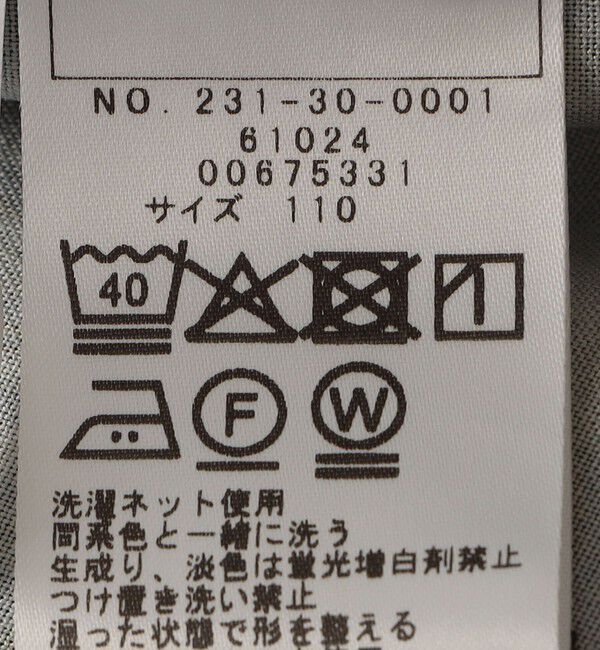 NO. 231-30-0001
61024
00675331
サイズ 110
40
F W
洗濯ネット使用
同系色と一緒に洗う
生成り、淡色は蛍光増白剤禁止
つけ置き洗い禁止
湿った状態で形を整える